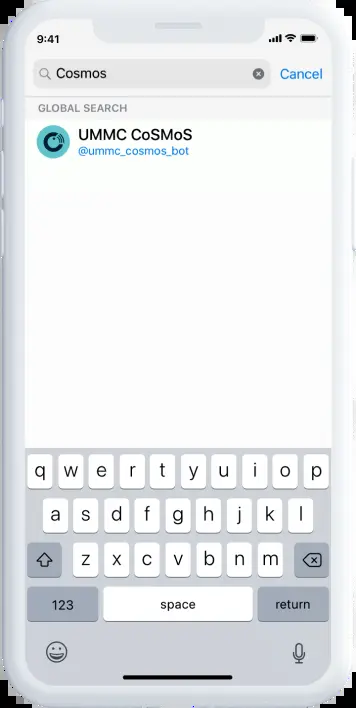 9:41
Cosmos Cancel
GLOBAL SEARCH
UMMC CoSMoS
@ummc_cosmos_bot
q w e r t y u i o p
a s d f g h j k l
z x c v b n m
123 space return